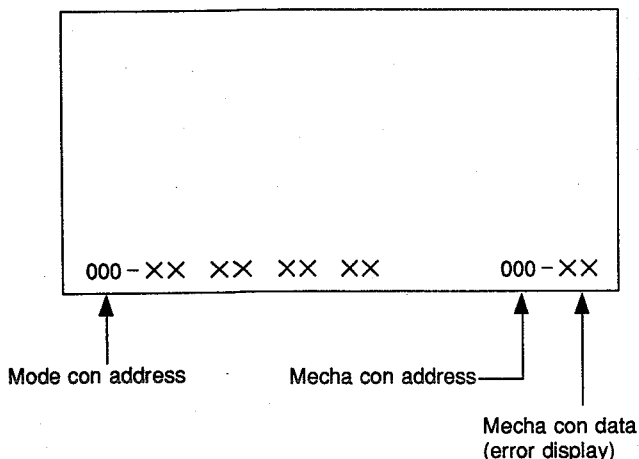 000 – ×× ×× ×× ×× 000 – ××
Mode con address Mecha con address
Mecha con data
(error display)